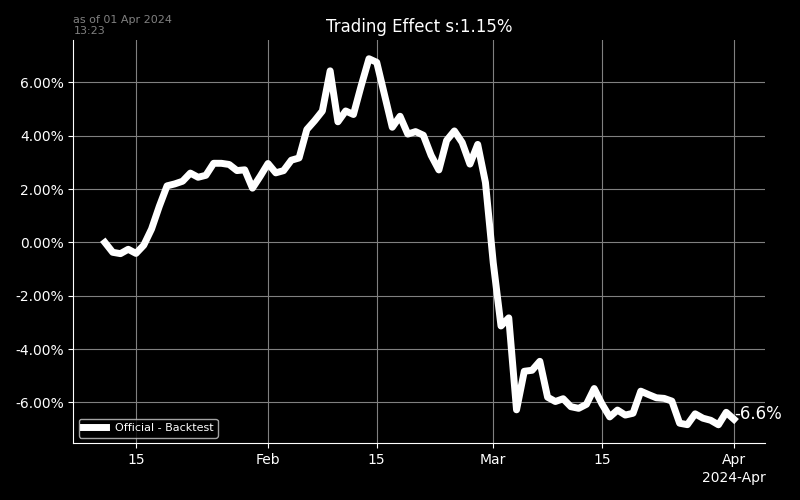 as of 01 Apr 2024
13:23
Trading Effect s:1.15%
6.00%
4.00%
2.00%
0.00%
-2.00%
-4.00%
-6.00%
-6.6%
Official - Backtest
15
Feb
15
Mar
15
Apr
2024-Apr